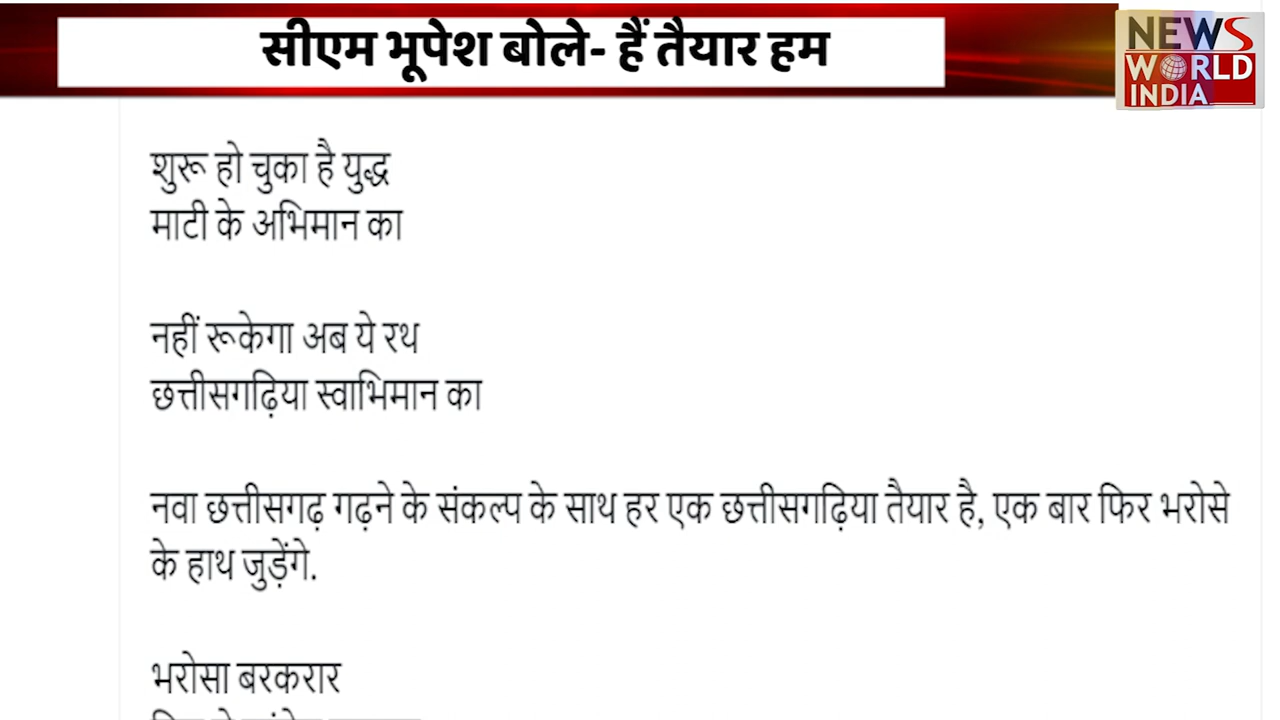 सीएम भूपेश बोले- हैं तैयार हम
NEWS
WORLD
INDIA
शुरू हो चुका है युद्ध
माटी के अभिमान का
नहीं रूकेगा अब ये रथ
छत्तीसगढ़िया स्वाभिमान का
नवा छत्तीसगढ़ गढ़ने के संकल्प के साथ हर एक छत्तीसगढ़िया तैयार है, एक बार फिर भरोसे
के हाथ जुड़ेंगे.
भरोसा बरकरार